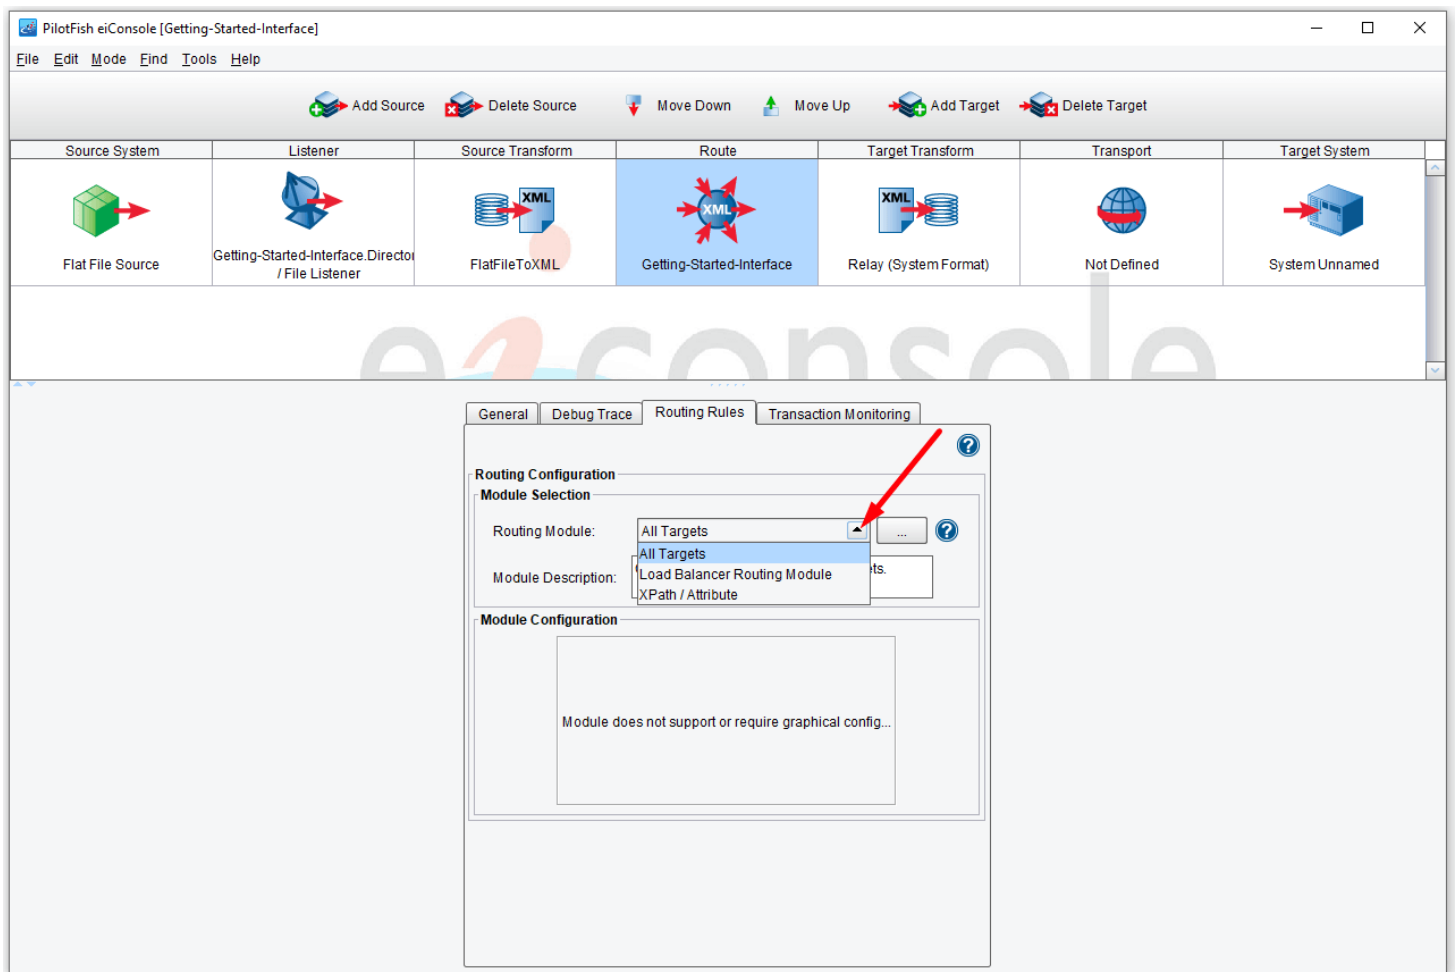 PilotFish eiConsole [Getting-Started-Interface]
File Edit Mode Find Tools Help
Add Source Delete Source Move Down Move Up Add Target Delete Target
Source System Listener Source Transform Route Target Transform Transport Target System
XML XML XML
Flat File Source
Getting-Started-Interface.Director
/ File Listener
FlatFileToXML
Getting-Started-Interface
Relay (System Format)
Not Defined
System Unnamed
eiconsole
General Debug Trace Routing Rules Transaction Monitoring
?
Routing Configuration
Module Selection
Routing Module: All Targets ... ?
All Targets
Module Description: ets.
Load Balancer Routing Module
XPath / Attribute
Module Configuration
Module does not support or require graphical config...